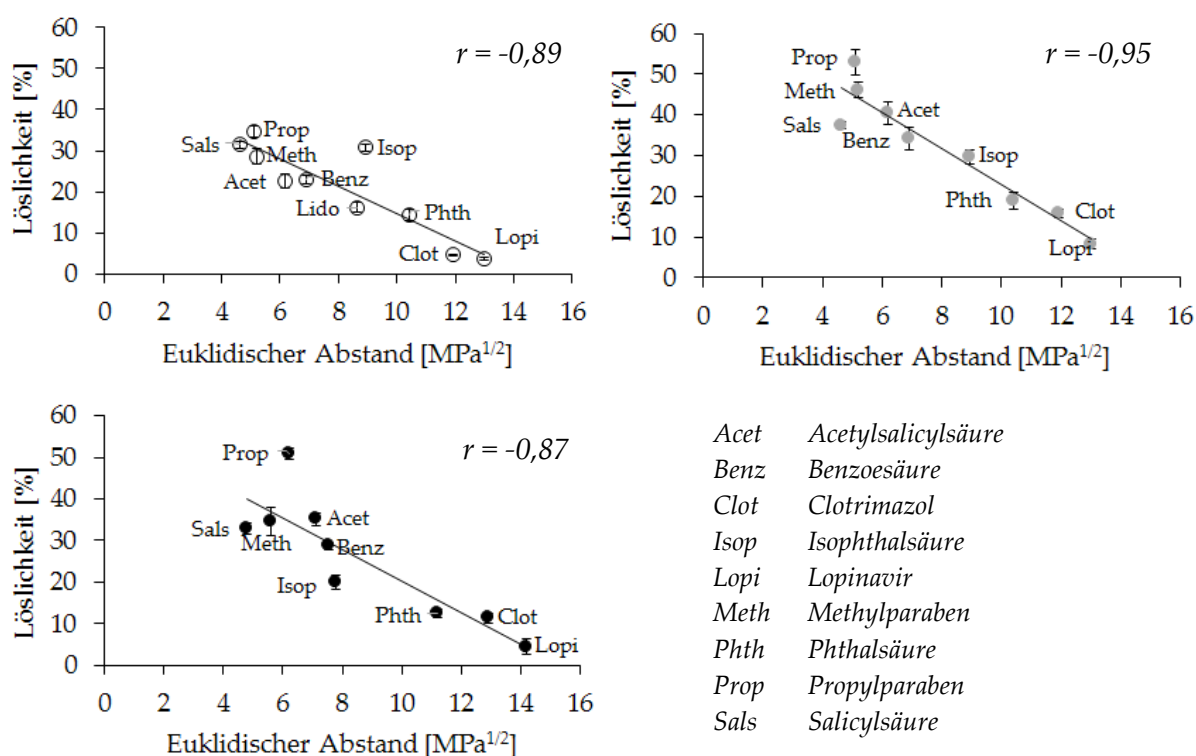 Löslichkeit [%]
60
50
40
30
20
10
0
r = -0,89
Prop
Sals
Meth
Isop
Acet
Benz
Lido
Phth
Lopi
Clot
0 2 4 6 8 10 12 14 16
Euklidischer Abstand [MPa1/2]
Löslichkeit [%]
60
50
40
30
20
10
0
r = -0,95
Prop
Meth
Acet
Sals
Benz
Isop
Phth
Clot
Lopi
0 2 4 6 8 10 12 14 16
Euklidischer Abstand [MPa1/2]
Löslichkeit [%]
60
50
40
30
20
10
0
r = -0,87
Prop
Acet
Sals
Meth
Benz
Isop
Phth
Clot
Lopi
0 2 4 6 8 10 12 14 16
Euklidischer Abstand [MPa1/2]
Acet Acetylsalicylsäure
Benz Benzoesäure
Clot Clotrimazol
Isop Isophthalsäure
Lopi Lopinavir
Meth Methylparaben
Phth Phthalsäure
Prop Propylparaben
Sals Salicylsäure